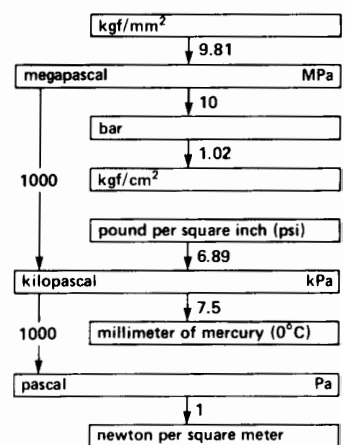 kgf/mm²
9.81
megapascal MPa
10
bar
1.02
1000
kgf/cm²
pound per square inch (psi)
6.89
kilopascal kPa
7.5
1000
millimeter of mercury (0°C)
pascal Pa
1
newton per square meter